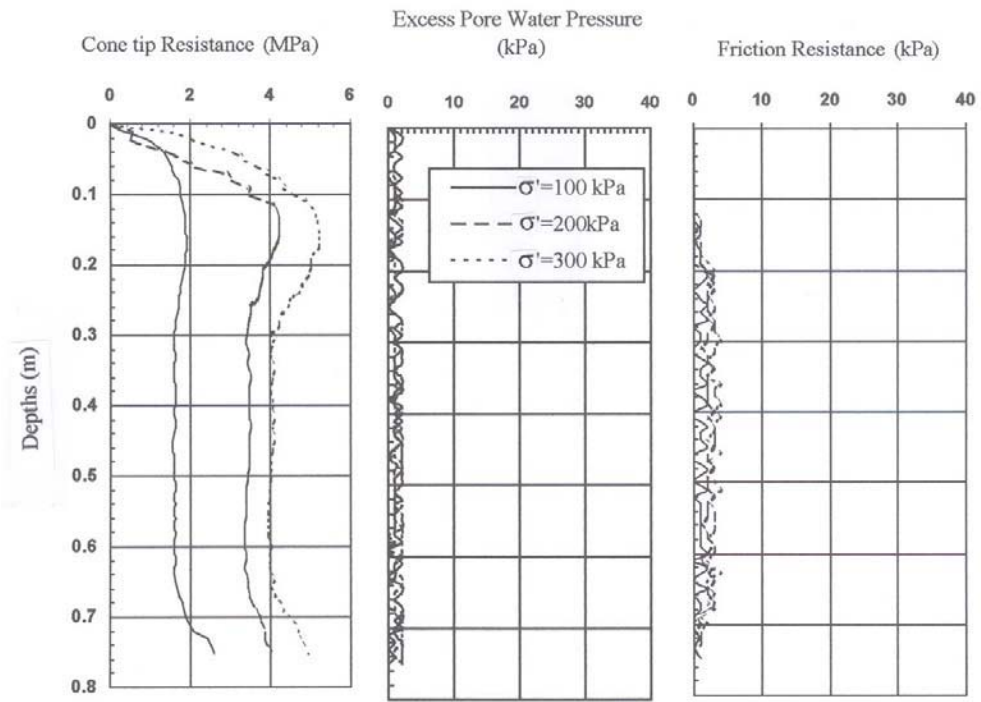 Cone tip Resistance (MPa)
0 2 4 6
Excess Pore Water Pressure
(kPa)
0 10 20 30 40
Friction Resistance (kPa)
0 10 20 30 40
Depths (m)
0
0.1
0.2
0.3
0.4
0.5
0.6
0.7
0.8
σ'=100 kPa
σ'=200kPa
σ'=300 kPa